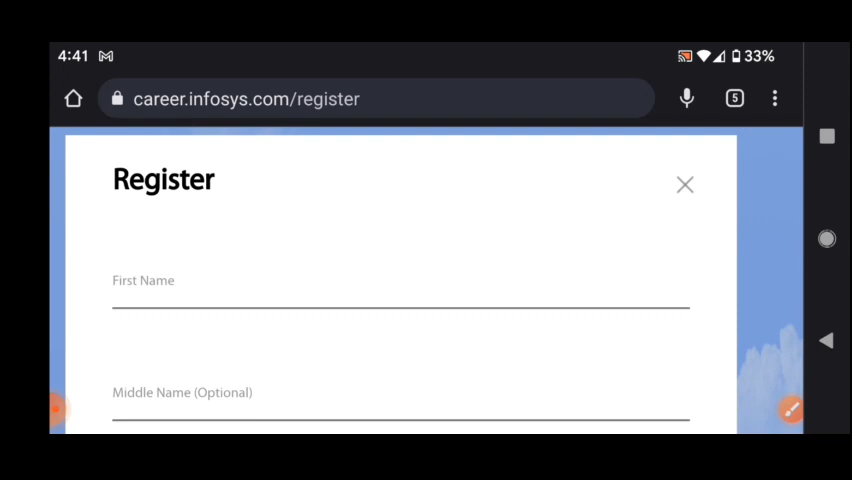 4:41 33%
career.infosys.com/register 5
Register
First Name
Middle Name (Optional)